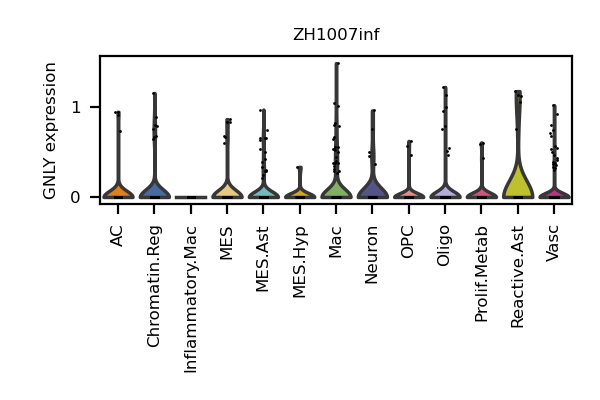 ZH1007inf
GNLY expression
1
0
AC
Chromatin.Reg
Inflammatory.Mac
MES
MES.Ast
MES.Hyp
Mac
Neuron
OPC
Oligo
Prolif.Metab
Reactive.Ast
Vasc